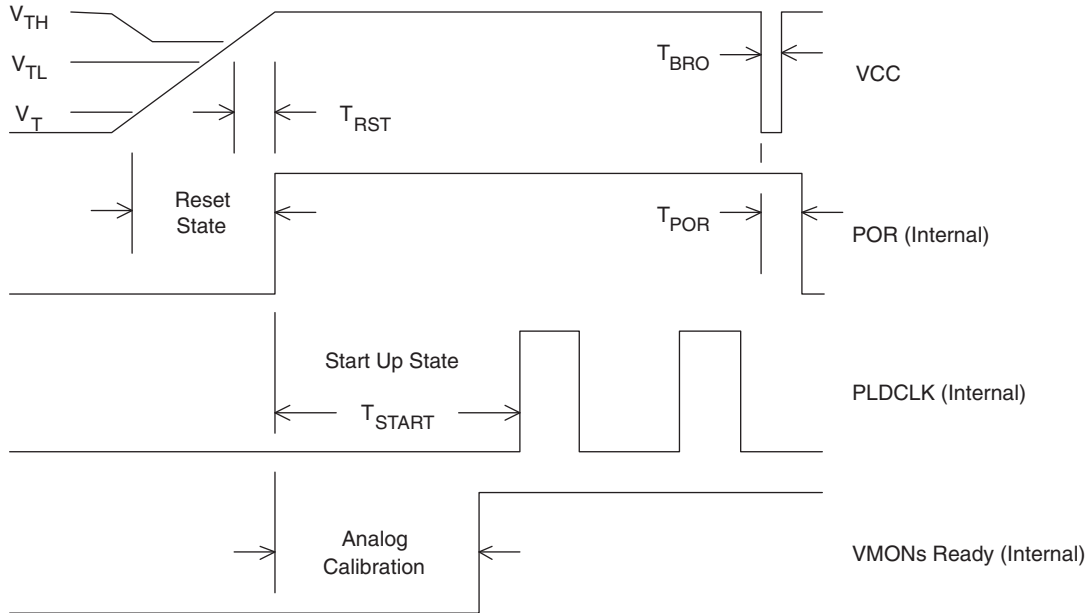 VTH
VTL
VT
TRST
TBRO
VCC
Reset
State
TPOR
POR (Internal)
Start Up State
TSTART
PLDCLK (Internal)
Analog
Calibration
VMONs Ready (Internal)